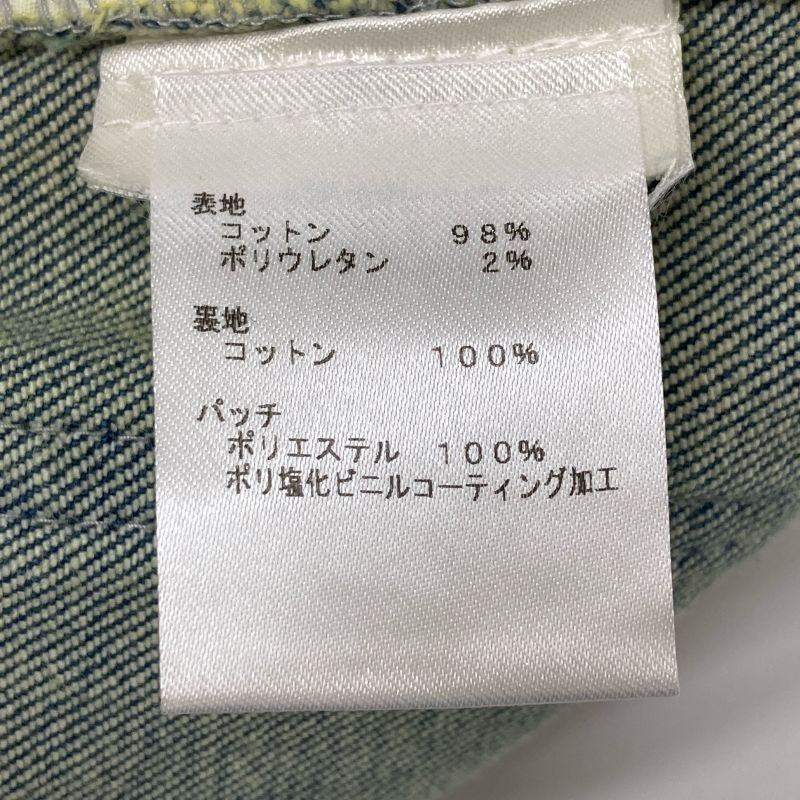 表地
コットン 98%
ポリウレタン 2%
裏地
コットン 100%
パッチ
ポリエステル 100%
ポリ塩化ビニルコーティング加工